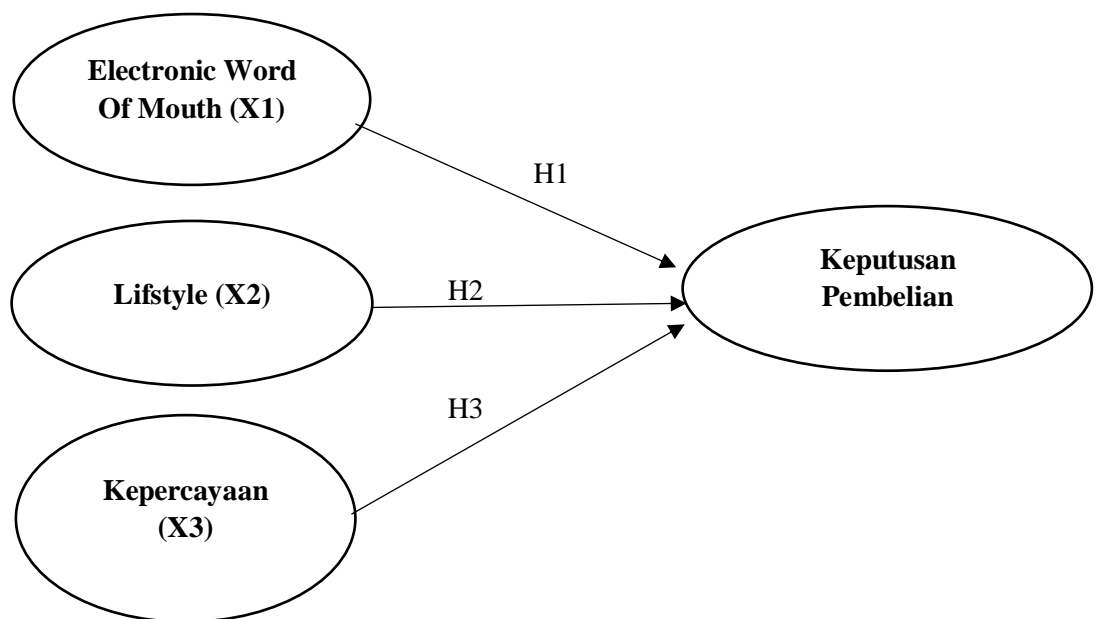 Electronic Word
Of Mouth (X1)
H1
Keputusan
Pembelian
Lifstyle (X2)
H2
H3
Kepercayaan
(X3)